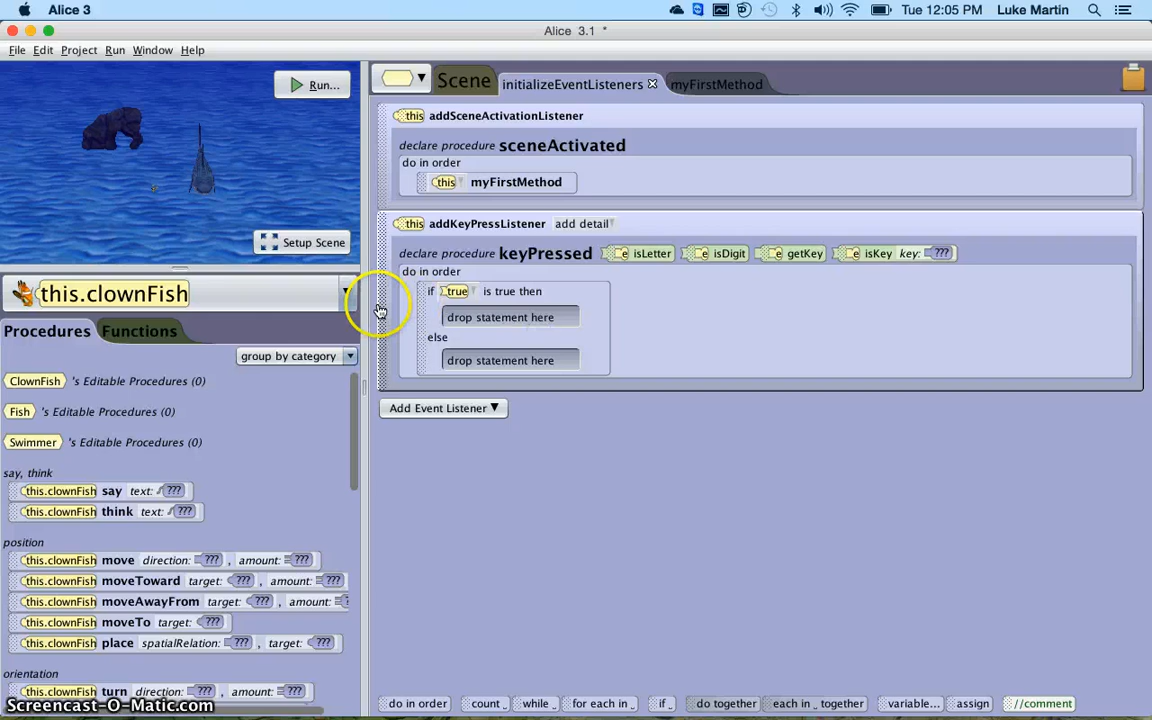 Alice 3
Tue 12:05 PM Luke Martin
Alice 3.1 *
File Edit Project Run Window Help
Run...
Scene initializeEventListeners myFirstMethod
this addSceneActivationListener
declare procedure sceneActivated
do in order
this myFirstMethod
Setup Scene
this addKeyPressListener add detail
declare procedure keyPressed e isLetter e isDigit e getKey e isKey key: ???
do in order
if true is true then
drop statement here
else
drop statement here
Add Event Listener
this.clownFish
Procedures Functions
group by category
ClownFish 's Editable Procedures (0)
Fish 's Editable Procedures (0)
Swimmer 's Editable Procedures (0)
say, think
this.clownFish say text: ???
this.clownFish think text: ???
position
this.clownFish move direction: ??? , amount: ???
this.clownFish moveToward target: ??? , amount: ???
this.clownFish moveAwayFrom target: ??? , amount:
this.clownFish moveTo target: ???
this.clownFish place spatialRelation: ??? , target: ???
orientation
this.clownFish turn direction: ??? , amount: ???
Screencast-O-Matic.com
do in order count _ while _ for each in _ if _ do together each in _ together variable... assign //comment